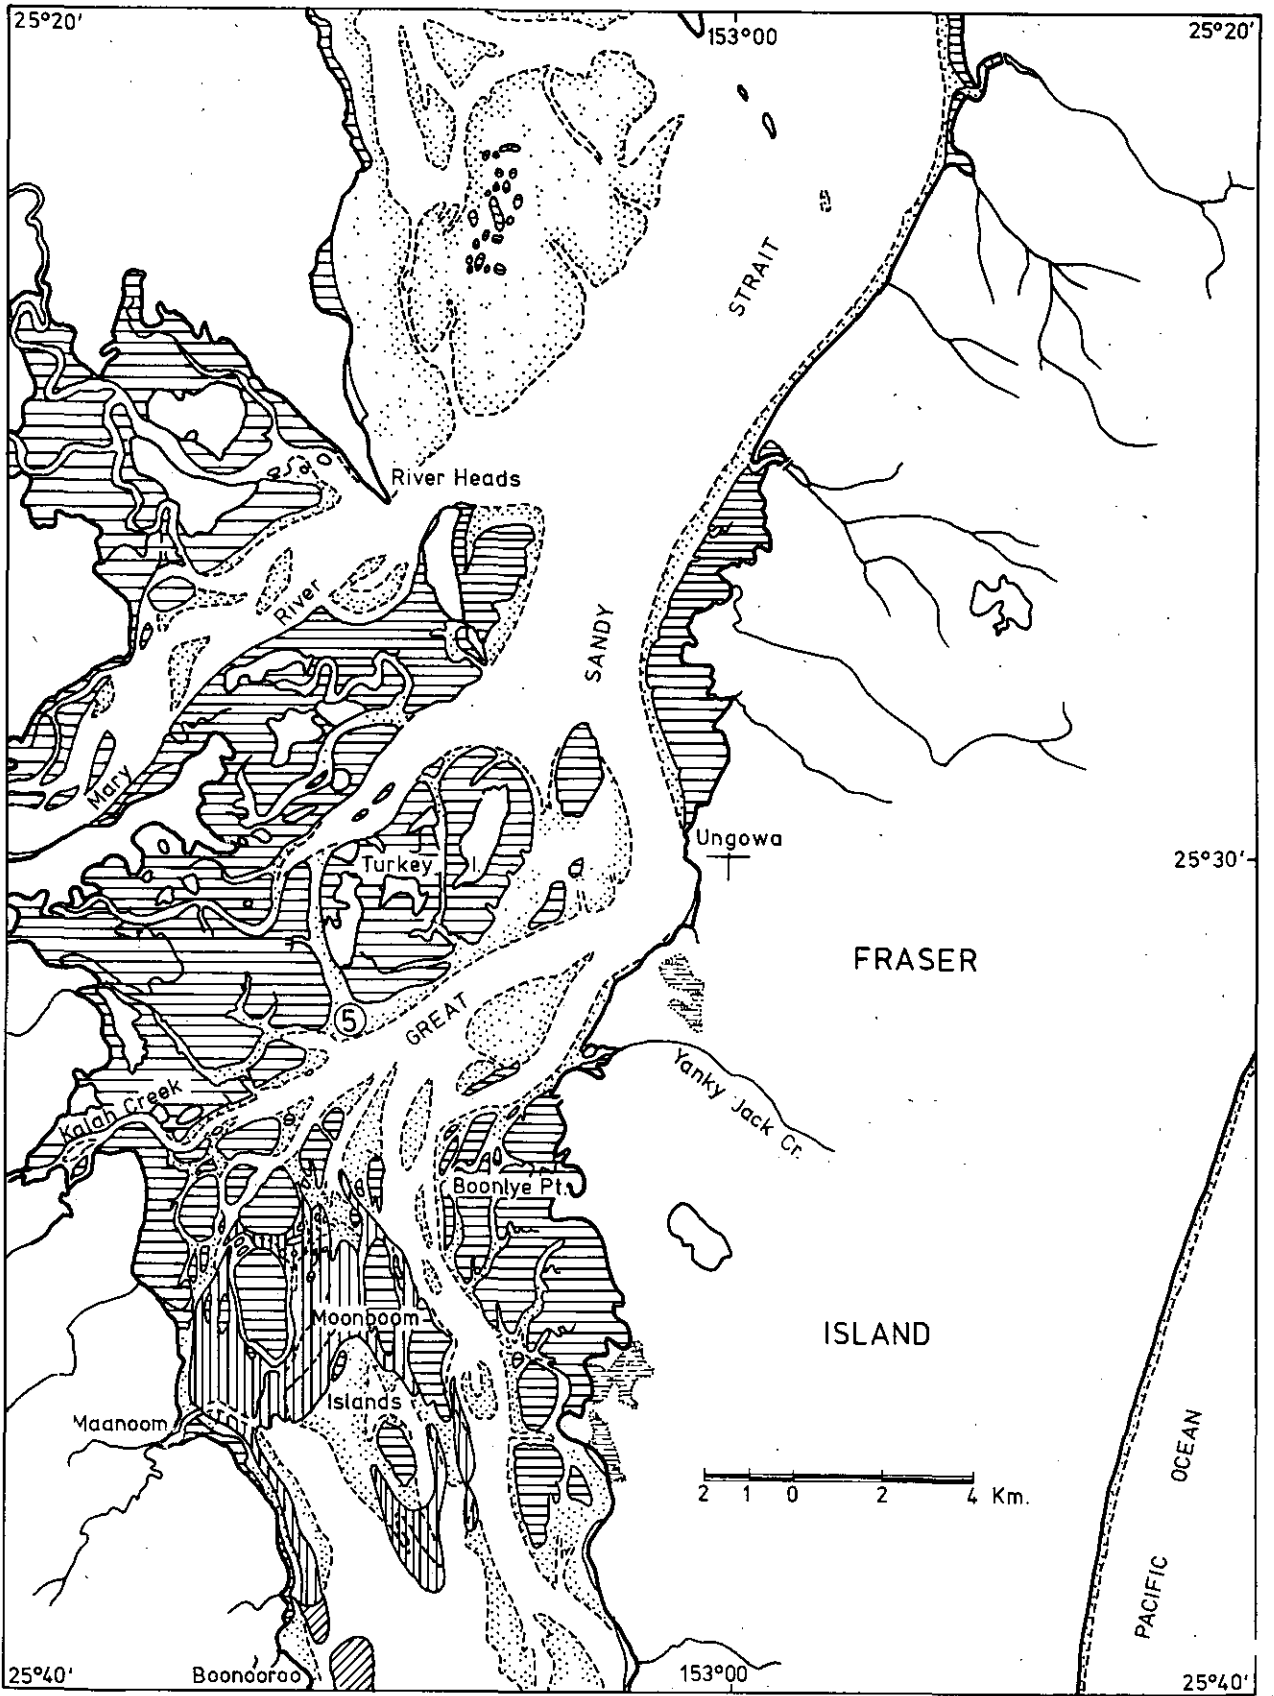 25°20'
153°00
25°20'
STRAIT
River Heads
River
SANDY
Mary
Ungowa
Turkey I.
25°30'
FRASER
5
GREAT
Yanky Jack Cr.
Kalah Creek
Boonlye Pt.
Moonboom
ISLAND
Islands
Maanoom
OCEAN
2 1 0 2 4 Km.
PACIFIC
25°40'
Boonooroo
153°00
25°40'